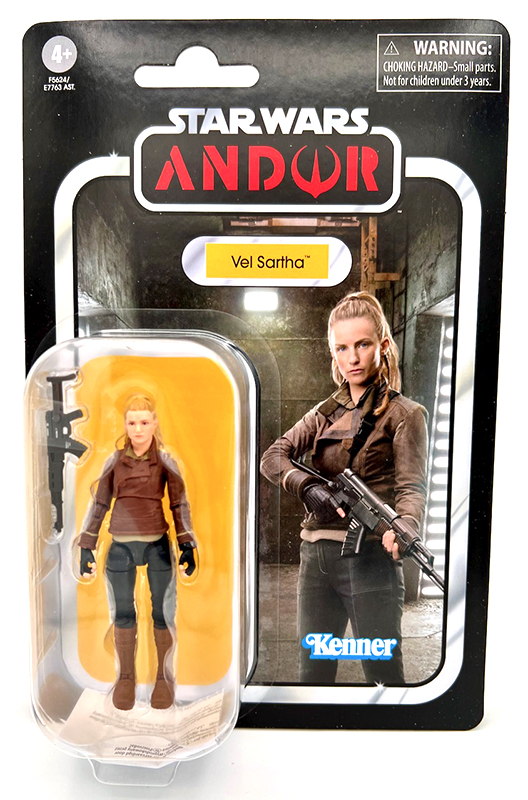 4+
F5624/
E7763 AST.
⚠ WARNING:
CHOKING HAZARD–Small parts.
Not for children under 3 years.
STAR WARS
ANDOR
Vel Sartha™
Kenner